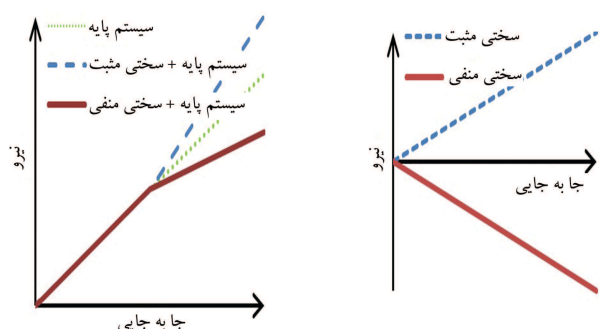 سیستم پایه
سیستم پایه + سختی مثبت
سیستم پایه + سختی منفی
نیرو
جا به جایی
سختی مثبت
سختی منفی
نیرو
جا به جایی